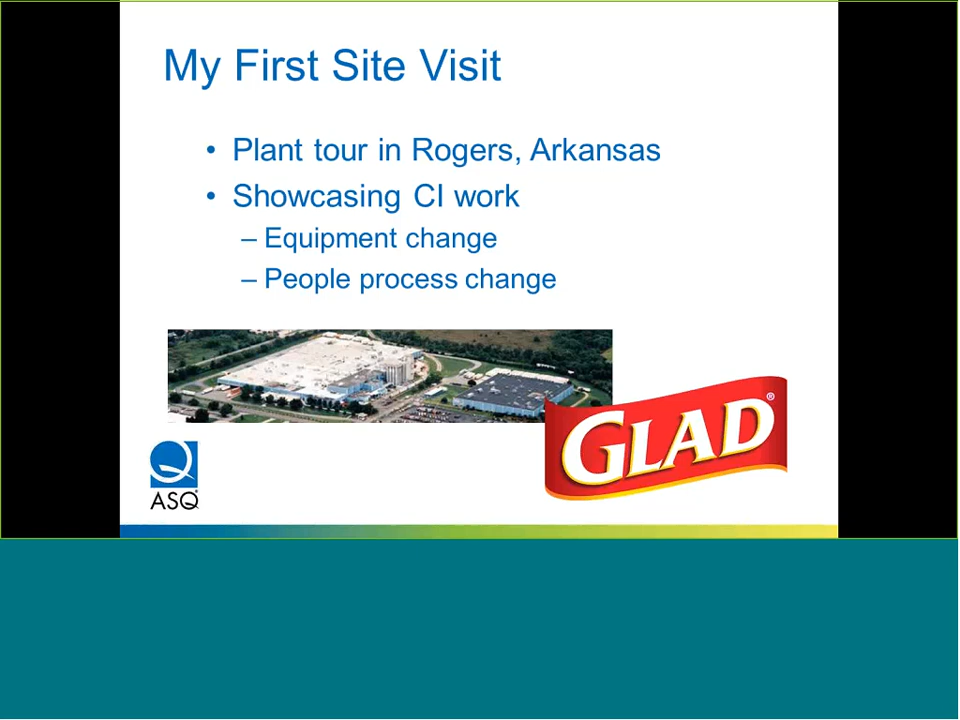 My First Site Visit
• Plant tour in Rogers, Arkansas
• Showcasing CI work
– Equipment change
– People process change
GLAD®
ASQ®